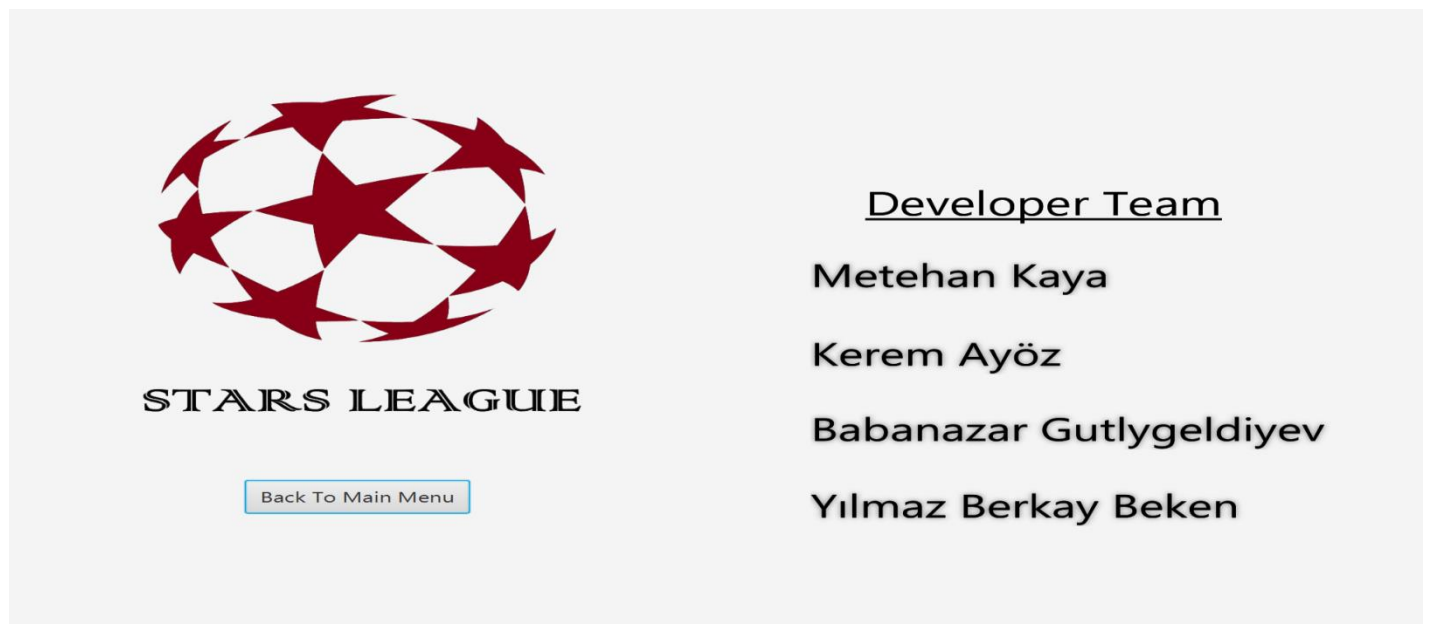 STARS LEAGUE
Back To Main Menu
Developer Team
Metehan Kaya
Kerem Ayöz
Babanazar Gutlygeldiyev
Yılmaz Berkay Beken